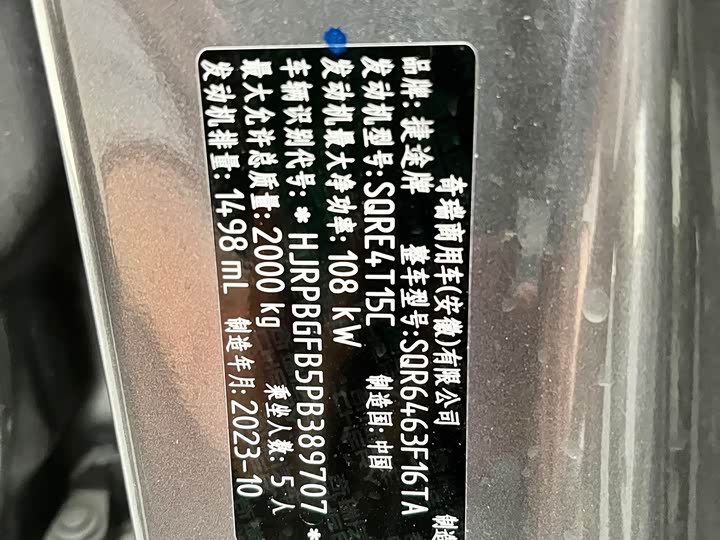 奇瑞商用车(安徽)有限公司 制造
品牌: 捷途牌 整车型号:SQR6463F16TA
发动机型号:SQRE4T15C 制造国: 中国
发动机最大净功率: 108 kW
车辆识别代号: *HJRPBGFB5PB389707*
最大允许总质量: 2000 kg 乘坐人数: 5 人
发动机排量: 1498 mL 制造年月: 2023-10